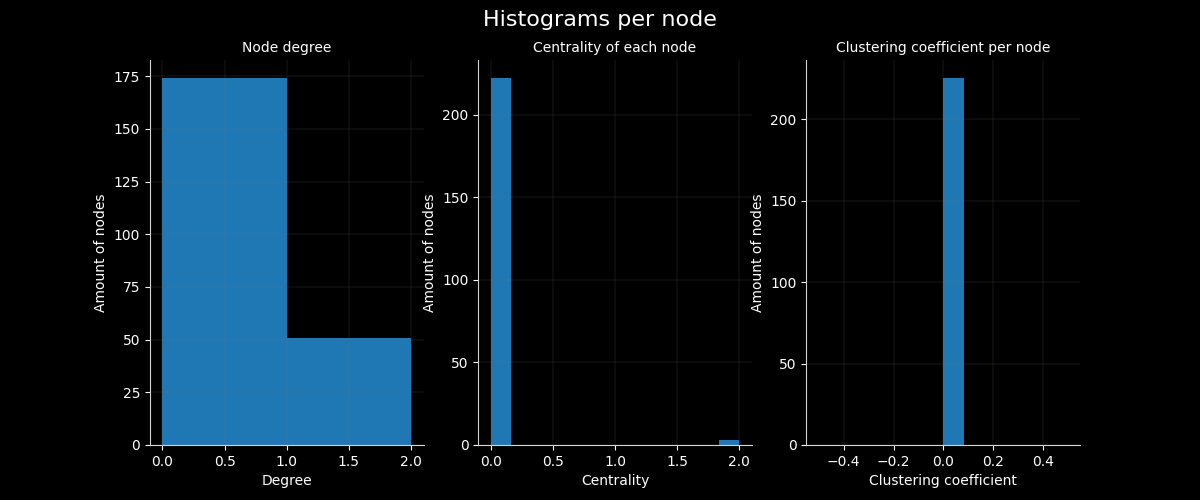 Histograms per node
Node degree
175
150
125
100
75
50
25
0
Amount of nodes
0.0 0.5 1.0 1.5 2.0
Degree
Centrality of each node
200
150
100
50
0
Amount of nodes
0.0 0.5 1.0 1.5 2.0
Centrality
Clustering coefficient per node
200
150
100
50
0
Amount of nodes
−0.4 −0.2 0.0 0.2 0.4
Clustering coefficient